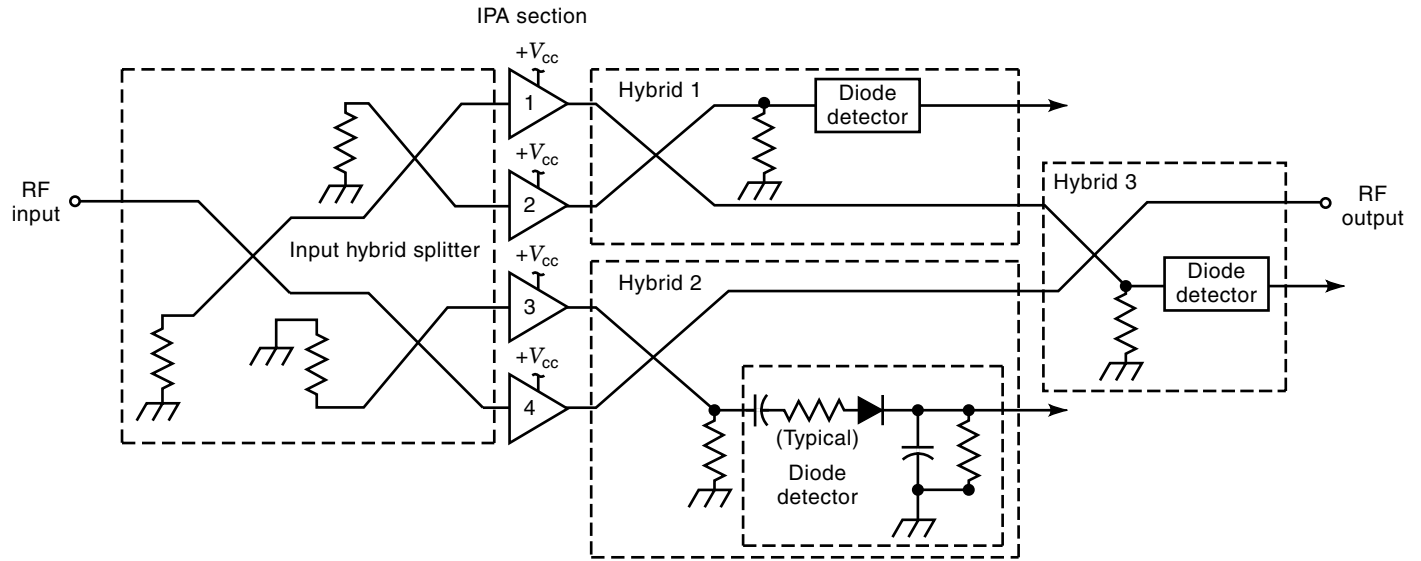 IPA section
+Vcc
1
Hybrid 1
Diode
detector
+Vcc
2
RF
input
Input hybrid splitter
Hybrid 3
RF
output
Diode
detector
+Vcc
3
Hybrid 2
+Vcc
4
(Typical)
Diode
detector